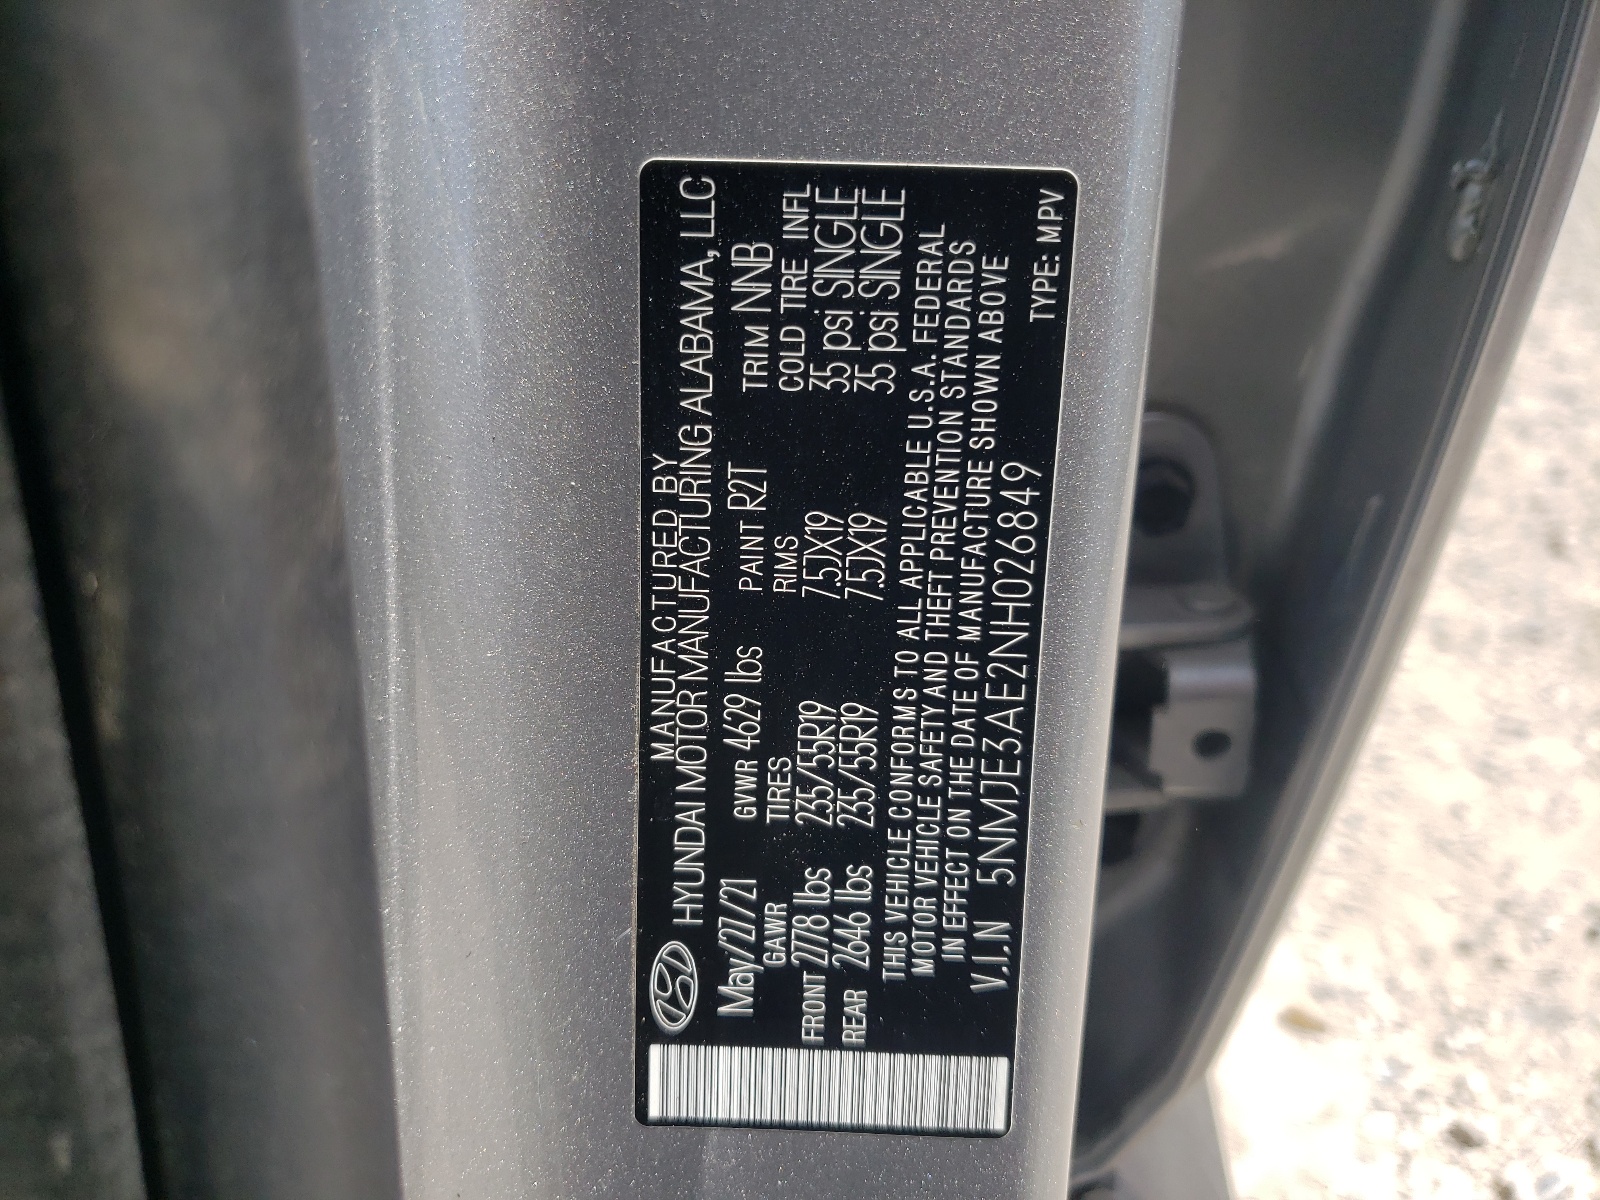 MANUFACTURED BY
HYUNDAI MOTOR MANUFACTURING ALABAMA, LLC
May/27/21 GVWR 4629 lbs PAINT R2T TRIM NNB
GAWR TIRES RIMS COLD TIRE INFL
FRONT 2778 lbs 235/55R19 7.5JX19 35 psi SINGLE
REAR 2646 lbs 235/55R19 7.5JX19 35 psi SINGLE
THIS VEHICLE CONFORMS TO ALL APPLICABLE U.S.A. FEDERAL
MOTOR VEHICLE SAFETY AND THEFT PREVENTION STANDARDS
IN EFFECT ON THE DATE OF MANUFACTURE SHOWN ABOVE
V.I.N 5NMJE3AE2NH026849 TYPE: MPV